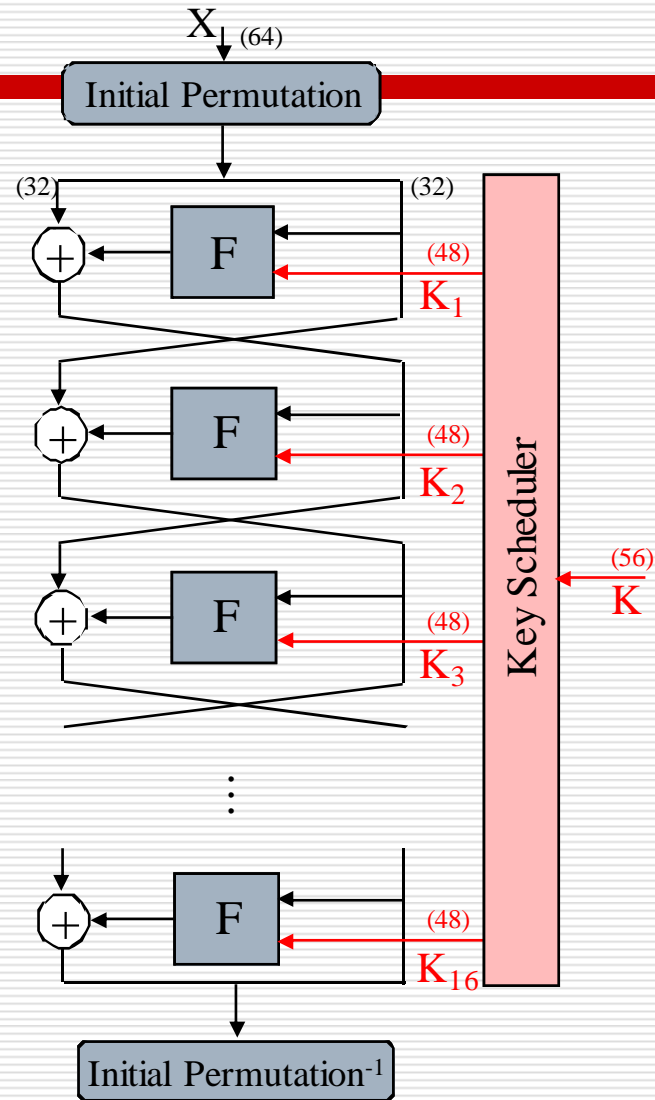 X (64)
Initial Permutation
(32) (32)
+ F (48)
K₁
+ F (48)
K₂
Key Scheduler
(56)
K
+ F (48)
K₃
⋮
+ F (48)
K₁₆
Initial Permutation⁻¹